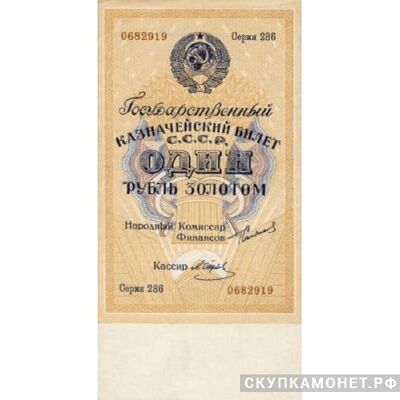 0682919 Серия 286
Государственный
КАЗНАЧЕЙСКИЙ БИЛЕТ
С.С.С.Р.
ОДИН
РУБЛЬ ЗОЛОТОМ
Народный Комиссар
Финансов
Кассир
Серия 286 0682919
СКУПКАМОНЕТ.РФ